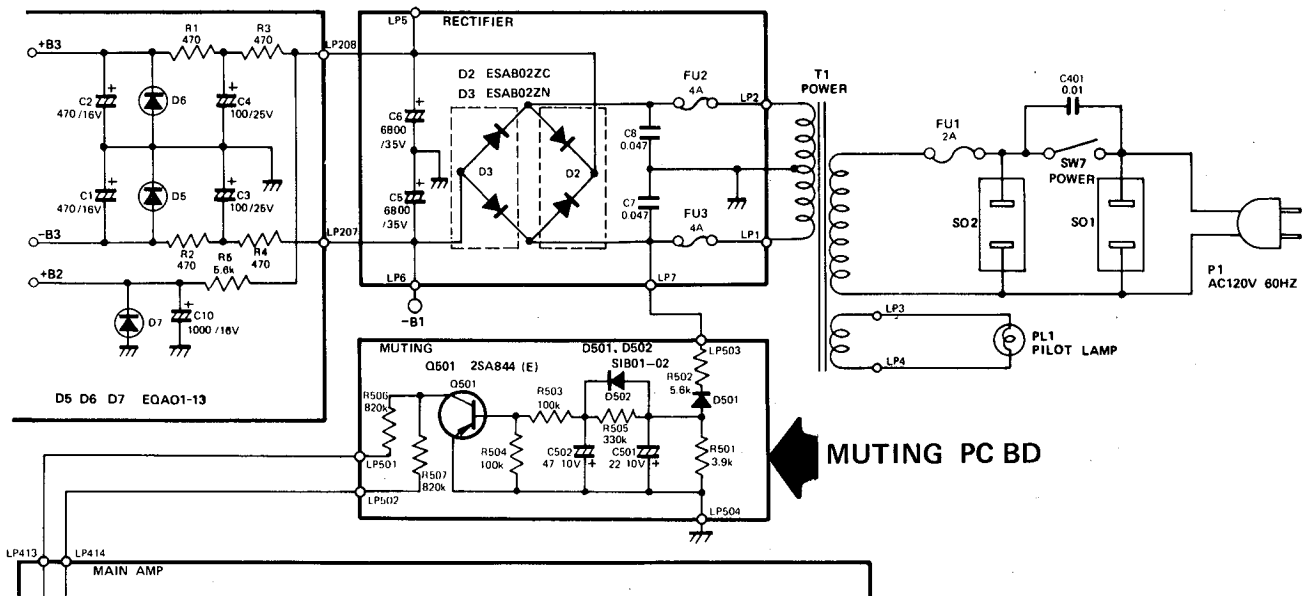 LP5
RECTIFIER
+B3
R1
470
R3
470
LP208
C2
470/16V
D6
C4
100/25V
C1
470/16V
D5
C3
100/25V
-B3
R2
470
R4
470
LP207
+B2
5.6k
D7
C10
1000/16V
D5 D6 D7 EQA01-13
D2 ESAB02ZC
D3 ESAB02ZN
C6
6800
/35V
C5
6800
/35V
D3
D2
C8
0.047
C7
0.047
FU2
4A
LP2
FU3
4A
LP1
LP6
-B1
LP7
T1
POWER
FU1
2A
C401
0.01
SW7
POWER
SO2
SO1
P1
AC120V 60HZ
LP3
LP4
PL1
PILOT LAMP
MUTING
Q501 2SA844 (E)
Q501
D501, D502
SIB01-02
D502
LP503
R502
5.6k
D501
R506
820k
R503
100k
R505
330k
R504
100k
C502
47 10V
C501
22 10V
R501
3.9k
R507
820k
LP501
LP502
LP504
MUTING PC BD
LP413
LP414
MAIN AMP